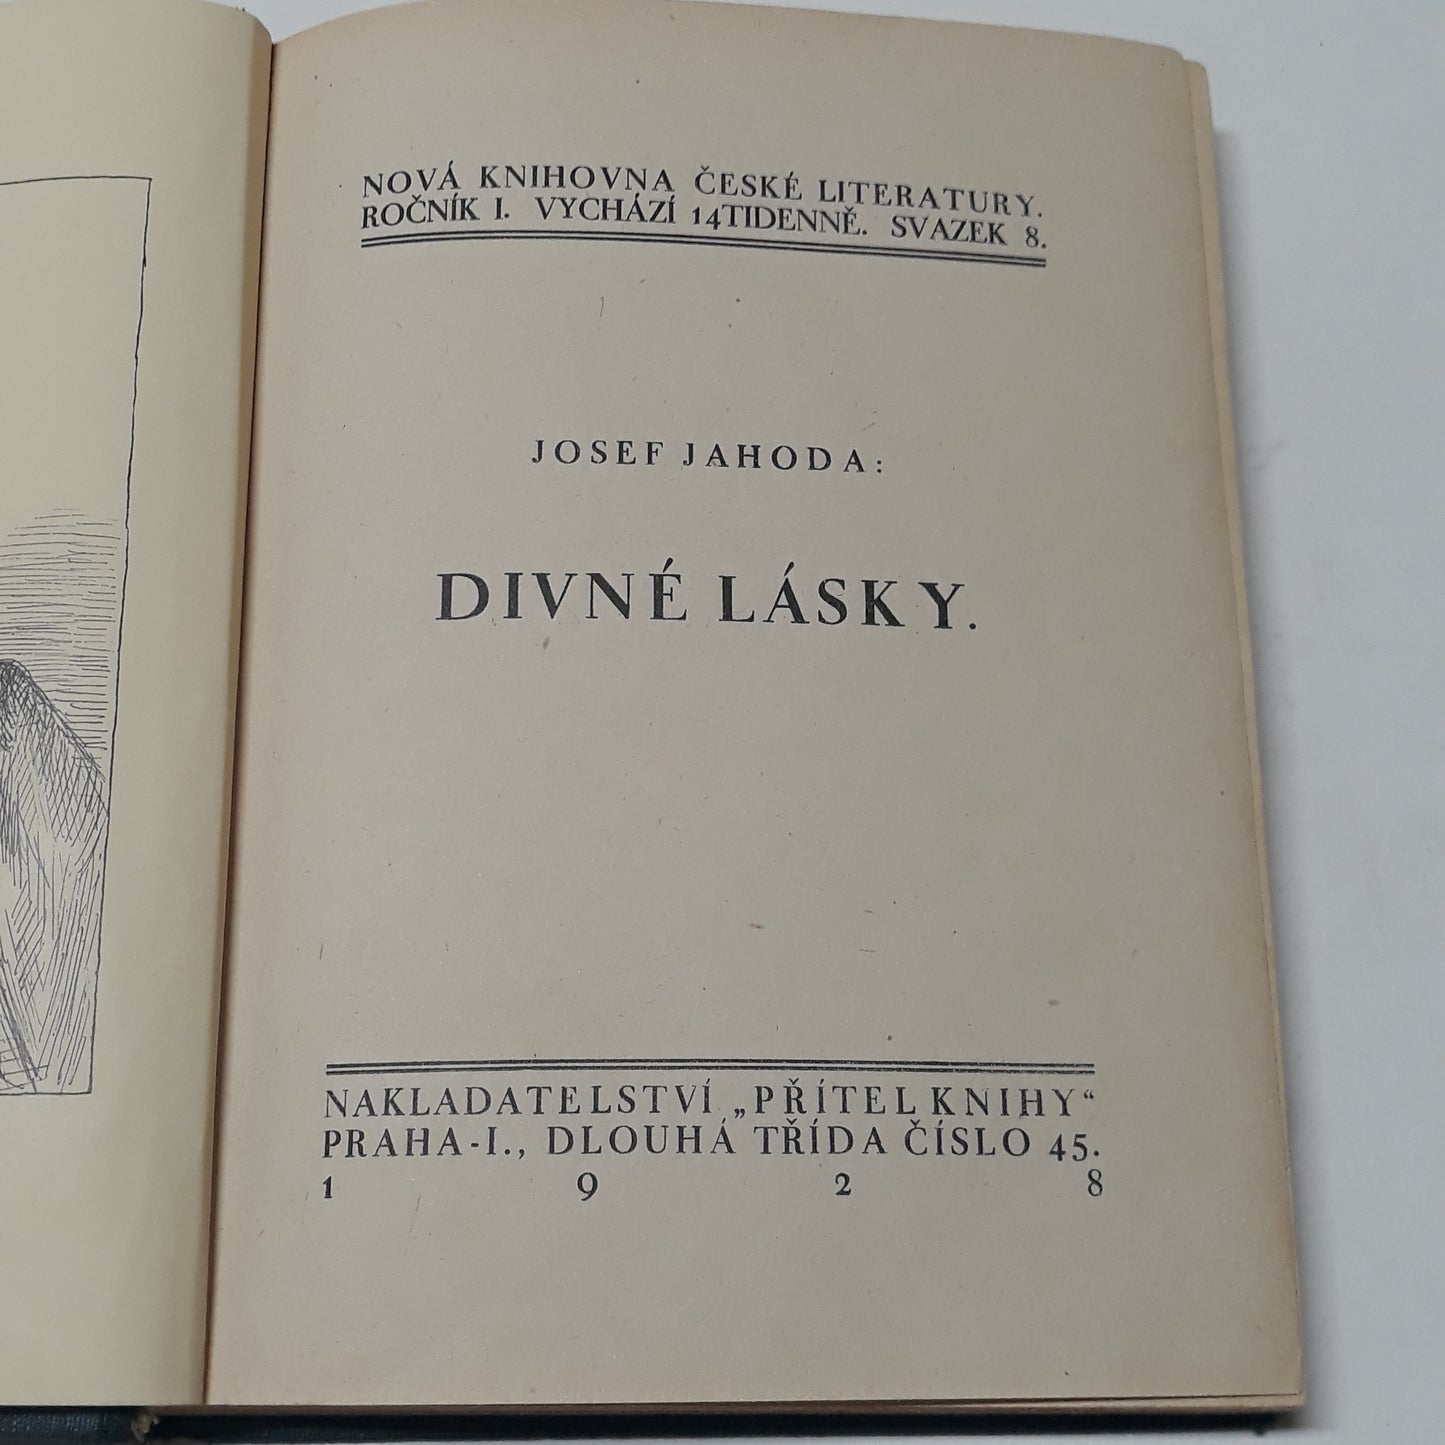 NOVÁ KNIHOVNA ČESKÉ LITERATURY.
ROČNÍK I. VYCHÁZÍ 14TIDENNĚ. SVAZEK 8.
JOSEF JAHODA:
DIVNÉ LÁSKY.
NAKLADATELSTVÍ „PŘÍTEL KNIHY“
PRAHA-I., DLOUHÁ TŘÍDA ČÍSLO 45.
1 9 2 8